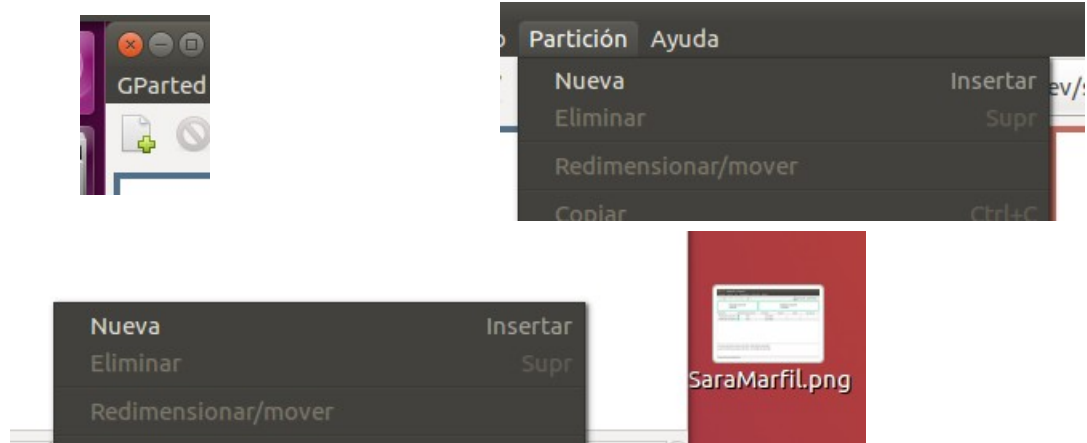 GParted
Partición Ayuda
Nueva Insertar
Eliminar Supr
Redimensionar/mover
Copiar Ctrl+C
Nueva Insertar
Eliminar Supr
Redimensionar/mover
SaraMarfil.png